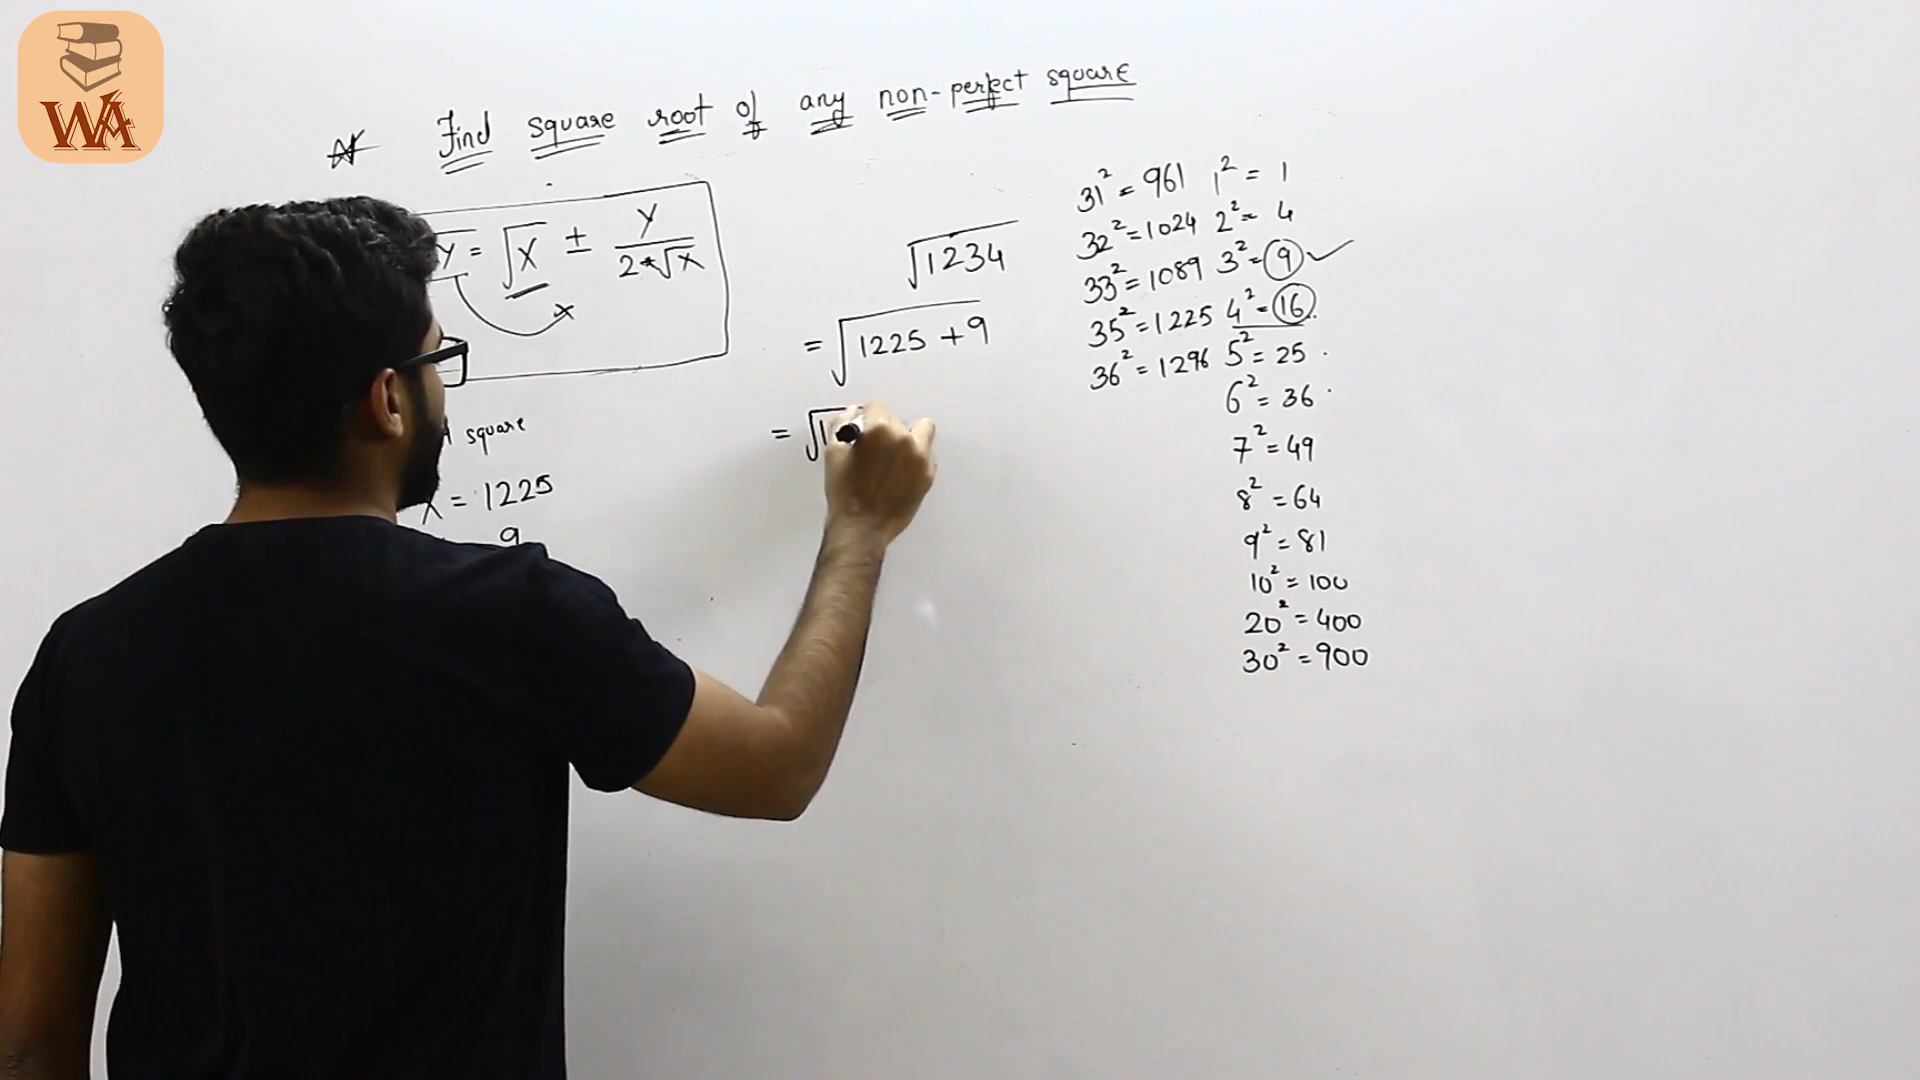 WA
Find square root of any non-perfect square
Y = √X ± Y / 2*√X
x
square
X = 1225
9
√1234
= √1225 + 9
= √1
31² = 961
32² = 1024
33² = 1089
35² = 1225
36² = 1296
1² = 1
2² = 4
3² = 9 ✓
4² = 16
5² = 25
6² = 36
7² = 49
8² = 64
9² = 81
10² = 100
20² = 400
30² = 900